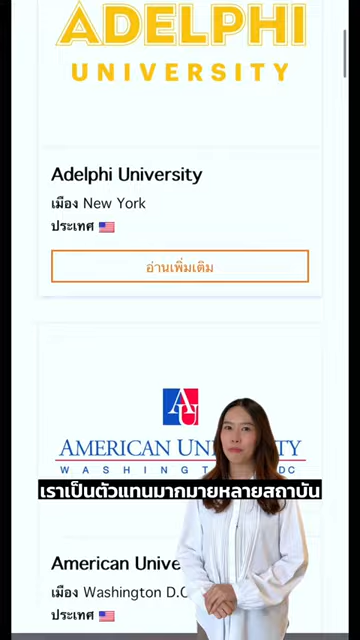 ADELPHI
UNIVERSITY
Adelphi University
เมือง New York
ประเทศ
อ่านเพิ่มเติม
AU
AMERICAN UN RSITY
WASHINGT DC
เราเป็นตัวแทนมากมายหลายสถาบัน
American Unive
เมือง Washington D.C
ประเทศ